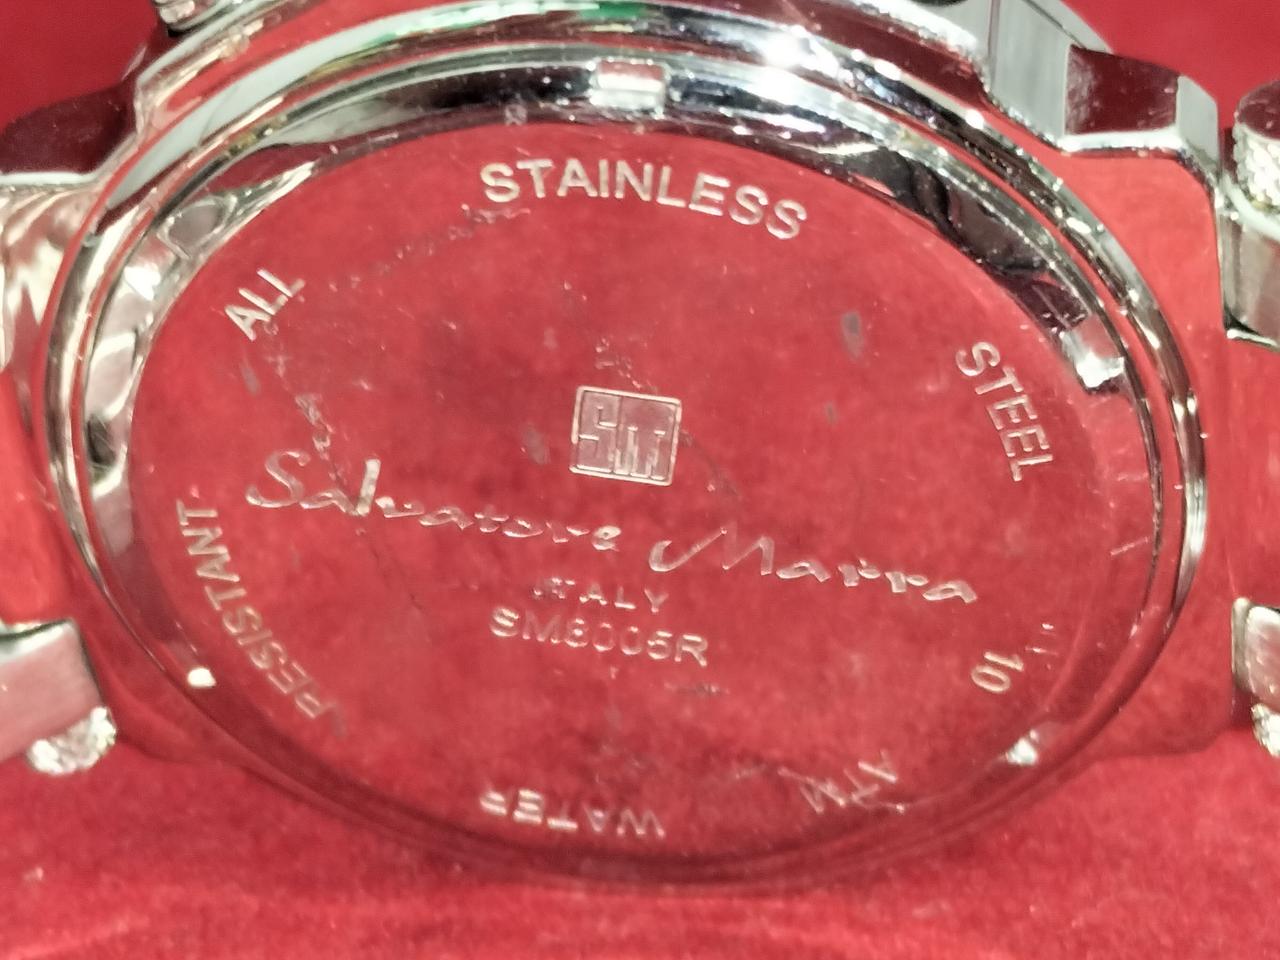 ALL STAINLESS STEEL
SM
Salvatore Marra
ITALY
SM8005R
10 ATM WATER RESISTANT